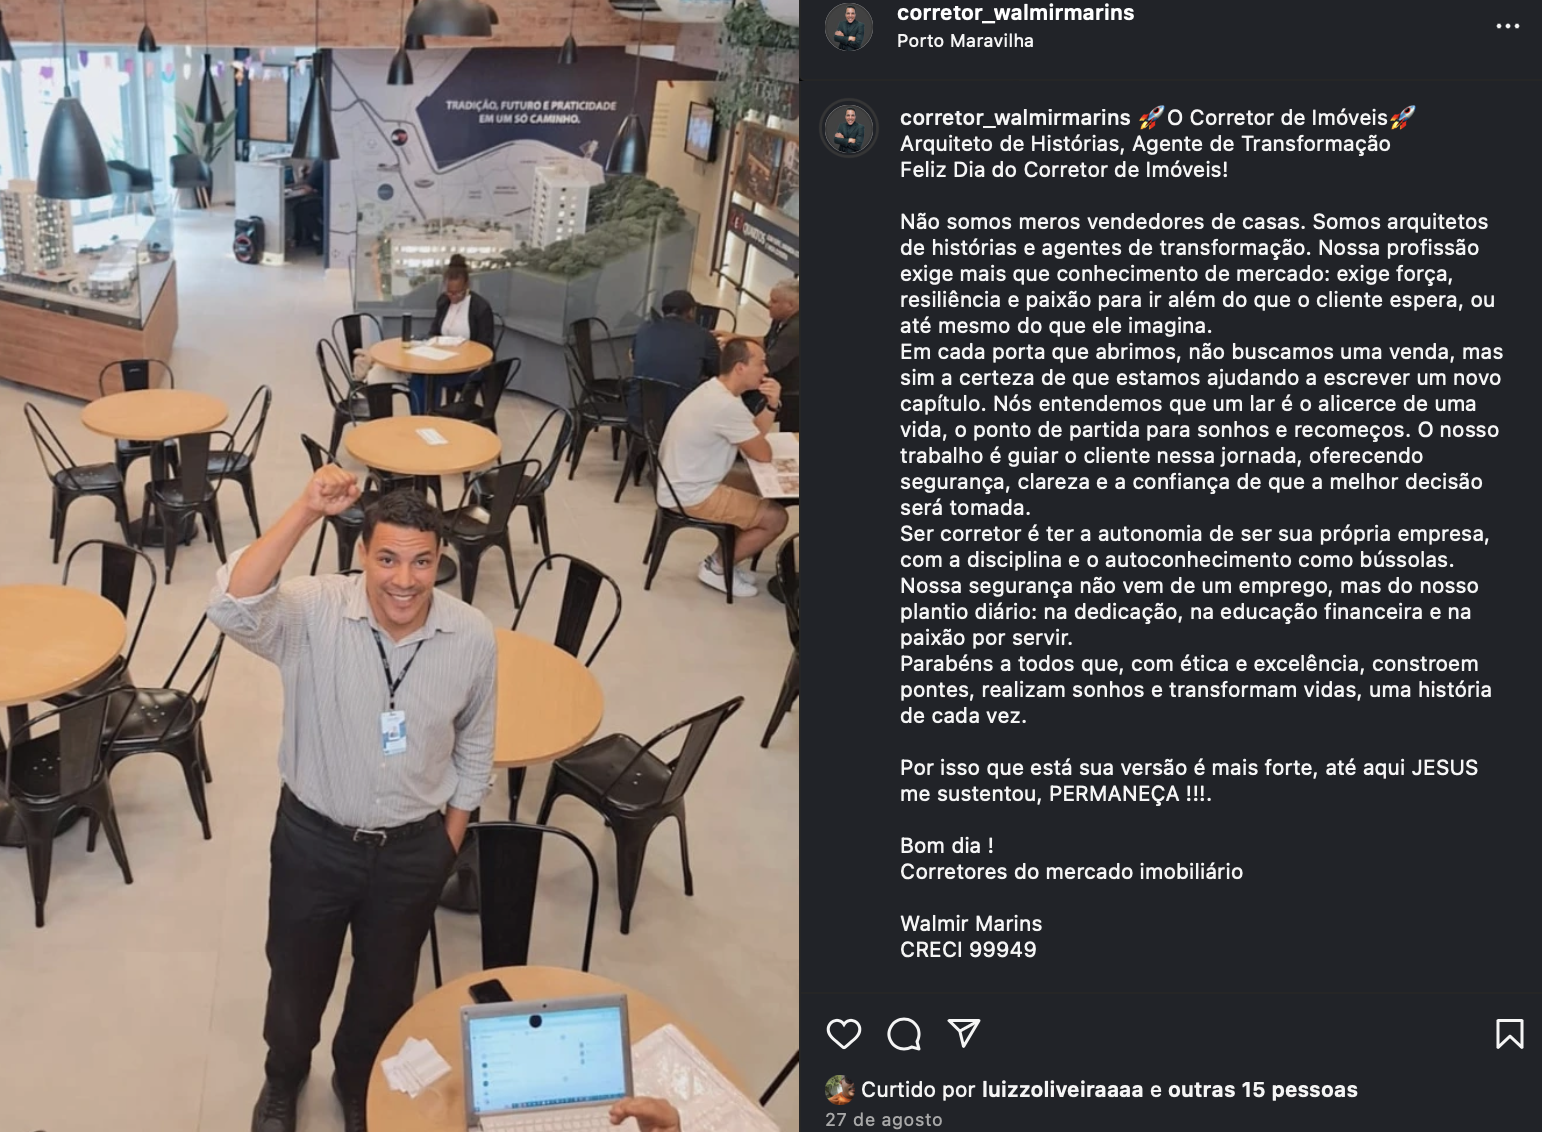 TRADIÇÃO, FUTURO E PRATICIDADE
EM UM SÓ CAMINHO.
corretor_walmirmarins
Porto Maravilha
corretor_walmirmarins 🚀O Corretor de Imóveis🚀
Arquiteto de Histórias, Agente de Transformação
Feliz Dia do Corretor de Imóveis!
Não somos meros vendedores de casas. Somos arquitetos
de histórias e agentes de transformação. Nossa profissão
exige mais que conhecimento de mercado: exige força,
resiliência e paixão para ir além do que o cliente espera, ou
até mesmo do que ele imagina.
Em cada porta que abrimos, não buscamos uma venda, mas
sim a certeza de que estamos ajudando a escrever um novo
capítulo. Nós entendemos que um lar é o alicerce de uma
vida, o ponto de partida para sonhos e recomeços. O nosso
trabalho é guiar o cliente nessa jornada, oferecendo
segurança, clareza e a confiança de que a melhor decisão
será tomada.
Ser corretor é ter a autonomia de ser sua própria empresa,
com a disciplina e o autoconhecimento como bússolas.
Nossa segurança não vem de um emprego, mas do nosso
plantio diário: na dedicação, na educação financeira e na
paixão por servir.
Parabéns a todos que, com ética e excelência, constroem
pontes, realizam sonhos e transformam vidas, uma história
de cada vez.
Por isso que está sua versão é mais forte, até aqui JESUS
me sustentou, PERMANEÇA !!!.
Bom dia !
Corretores do mercado imobiliário
Walmir Marins
CRECI 99949
Curtido por luizzoliveiraaaa e outras 15 pessoas
27 de agosto